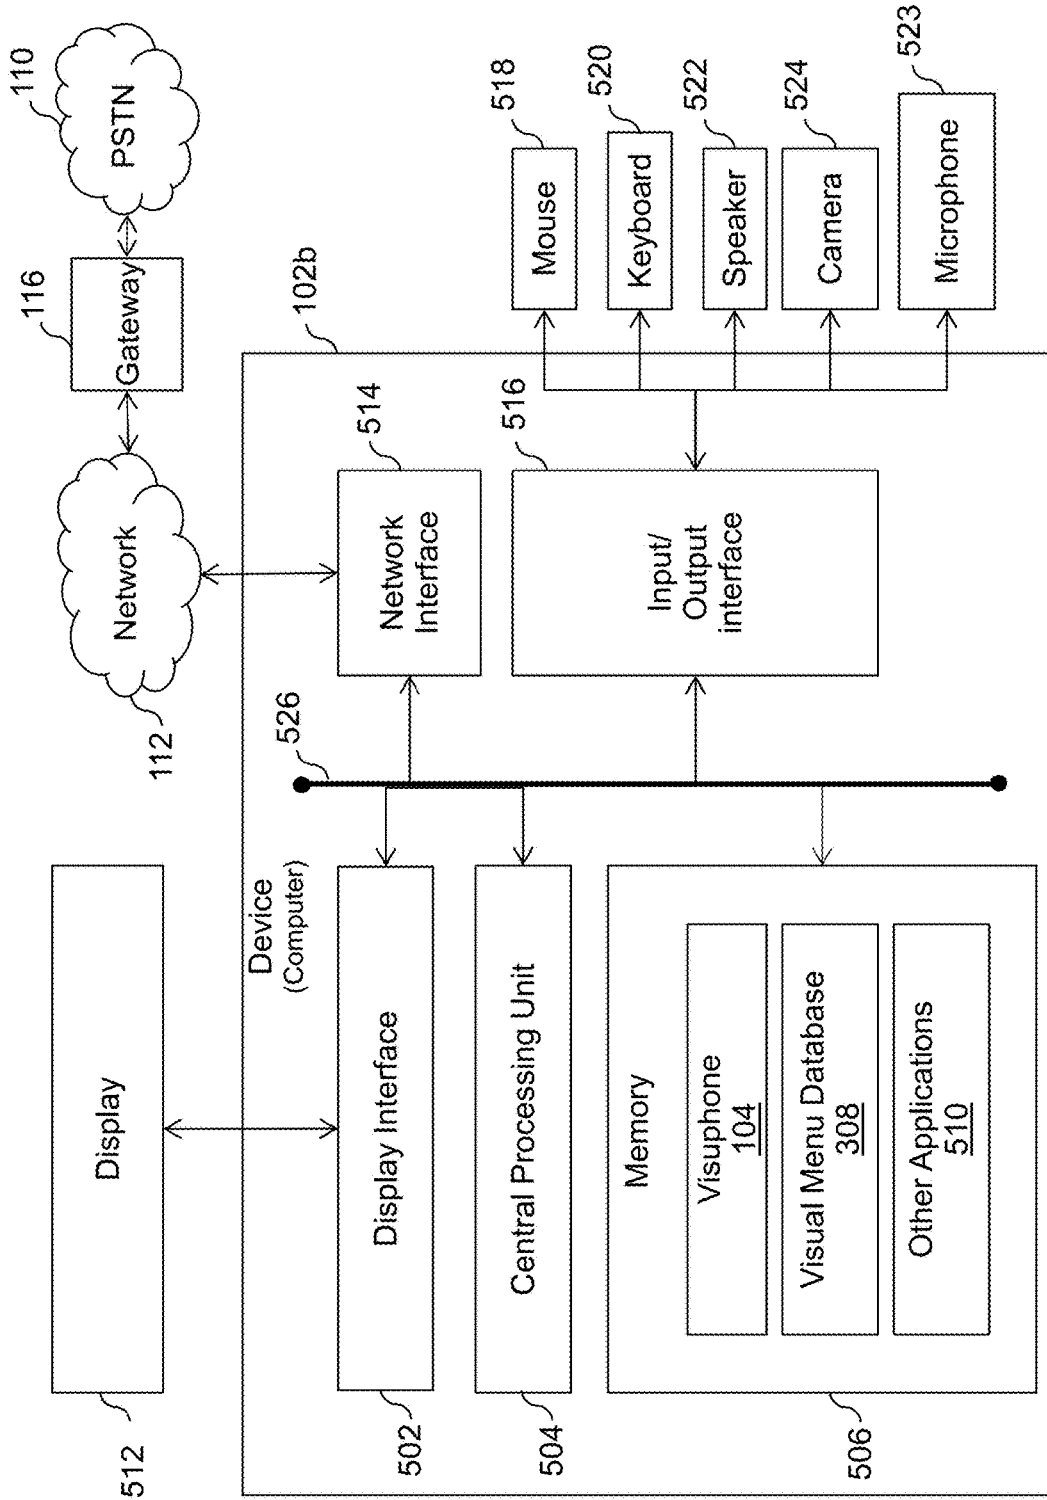 512
Display
112
Network
116
Gateway
110
PSTN
Device
(Computer)
102b
502
Display Interface
526
Network
Interface
514
504
Central Processing Unit
Input/
Output
interface
516
506
Memory
Visuphone
104
Visual Menu Database
308
Other Applications
510
Mouse
518
Keyboard
520
Speaker
522
Camera
524
Microphone
523